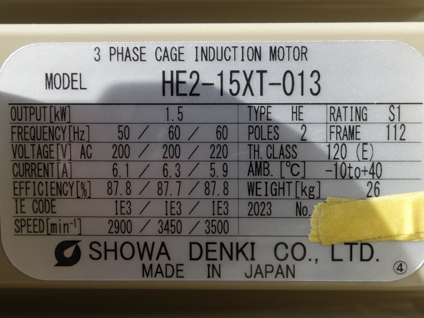 3 PHASE CAGE INDUCTION MOTOR
MODEL HE2-15XT-013
OUTPUT[kW] 1.5 TYPE HE RATING S1
FREQUENCY[Hz] 50 / 60 / 60 POLES 2 FRAME 112
VOLTAGE[V] AC 200 / 200 / 220 TH.CLASS 120 (E)
CURRENT[A] 6.1 / 6.3 / 5.9 AMB. [°C] -10to+40
EFFICIENCY[%] 87.8 / 87.7 / 87.8 WEIGHT[kg] 26
IE CODE IE3 / IE3 / IE3 2023 No.
SPEED[min⁻¹] 2900 / 3450 / 3500
SHOWA DENKI CO., LTD.
MADE IN JAPAN ④